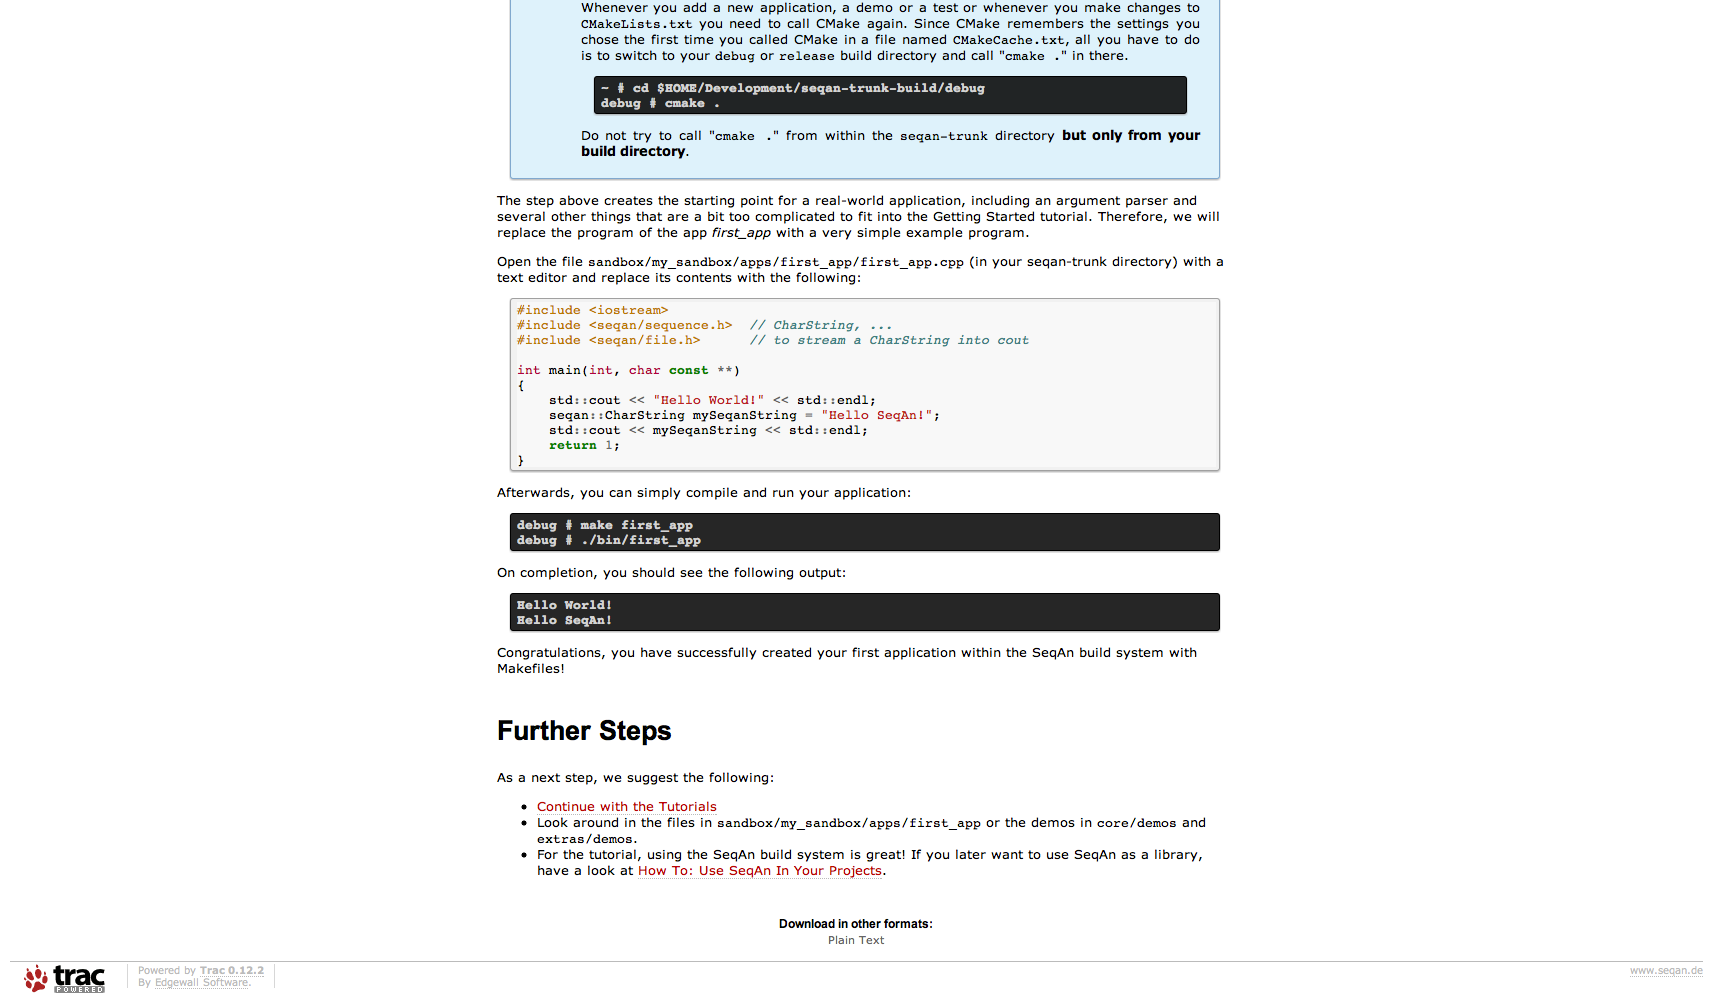 Whenever you add a new application, a demo or a test or whenever you make changes to
CMakeLists.txt you need to call CMake again. Since CMake remembers the settings you
chose the first time you called CMake in a file named CMakeCache.txt, all you have to do
is to switch to your debug or release build directory and call "cmake ." in there.
~ # cd $HOME/Development/seqan-trunk-build/debug
debug # cmake .
Do not try to call "cmake ." from within the seqan-trunk directory but only from your
build directory.
The step above creates the starting point for a real-world application, including an argument parser and
several other things that are a bit too complicated to fit into the Getting Started tutorial. Therefore, we will
replace the program of the app first_app with a very simple example program.
Open the file sandbox/my_sandbox/apps/first_app/first_app.cpp (in your seqan-trunk directory) with a
text editor and replace its contents with the following:
#include <iostream>
#include <seqan/sequence.h>  // CharString, ...
#include <seqan/file.h>      // to stream a CharString into cout
int main(int, char const **)
{
    std::cout << "Hello World!" << std::endl;
    seqan::CharString mySeqanString = "Hello SeqAn!";
    std::cout << mySeqanString << std::endl;
    return 1;
}
Afterwards, you can simply compile and run your application:
debug # make first_app
debug # ./bin/first_app
On completion, you should see the following output:
Hello World!
Hello SeqAn!
Congratulations, you have successfully created your first application within the SeqAn build system with
Makefiles!
Further Steps
As a next step, we suggest the following:
• Continue with the Tutorials
• Look around in the files in sandbox/my_sandbox/apps/first_app or the demos in core/demos and
extras/demos.
• For the tutorial, using the SeqAn build system is great! If you later want to use SeqAn as a library,
have a look at How To: Use SeqAn In Your Projects.
Download in other formats:
Plain Text
trac
POWERED
Powered by Trac 0.12.2
By Edgewall Software.
www.seqan.de